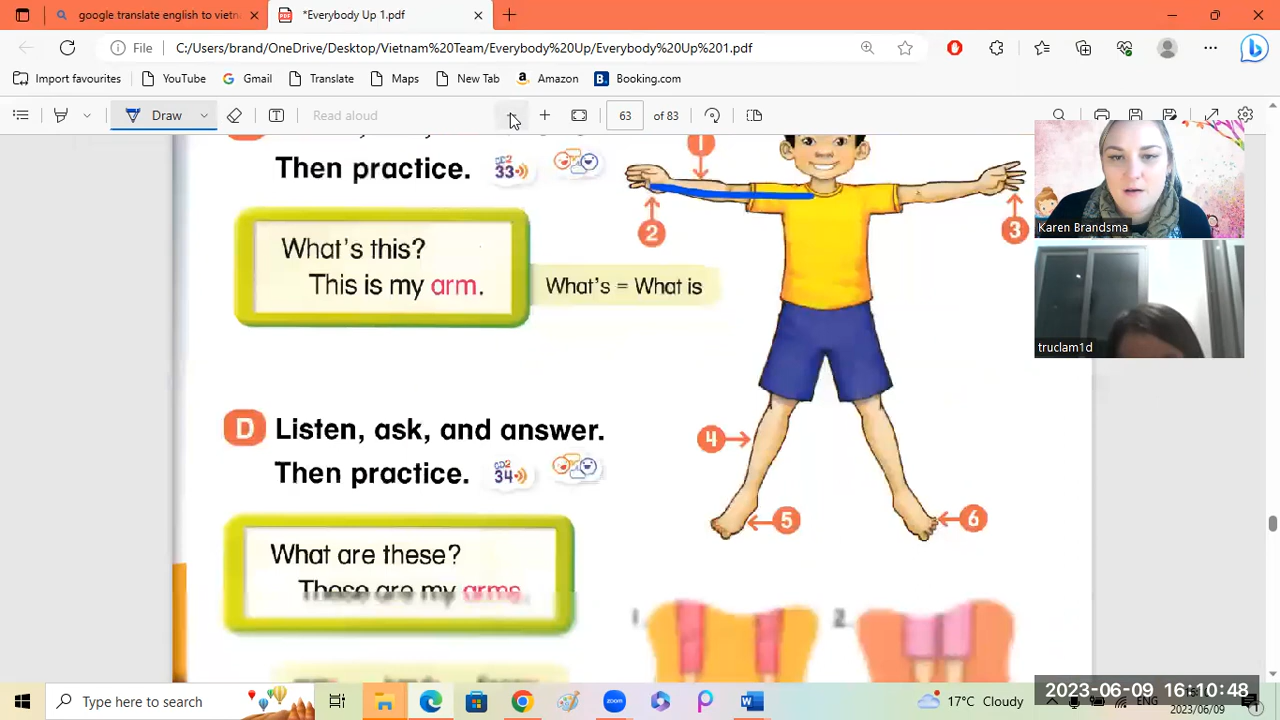 google translate english to vietn
*Everybody Up 1.pdf
File
C:/Users/brand/OneDrive/Desktop/Vietnam%20Team/Everybody%20Up/Everybody%20Up%201.pdf
Import favourites
YouTube
Gmail
Translate
Maps
New Tab
Amazon
B.
Booking.com
Draw
Read aloud
63
of 83
Then practice.
CD2
33
1
2
3
What's this?
This is my arm.
What's = What is
4
5
6
D
Listen, ask, and answer.
Then practice.
CD2
34
What are these?
These are my arms.
1.
2.
Karen Brandsma
truclam1d
Type here to search
zoom
P
W
17°C Cloudy
ENG
2023-06-09 16:10:48
2023/06/09